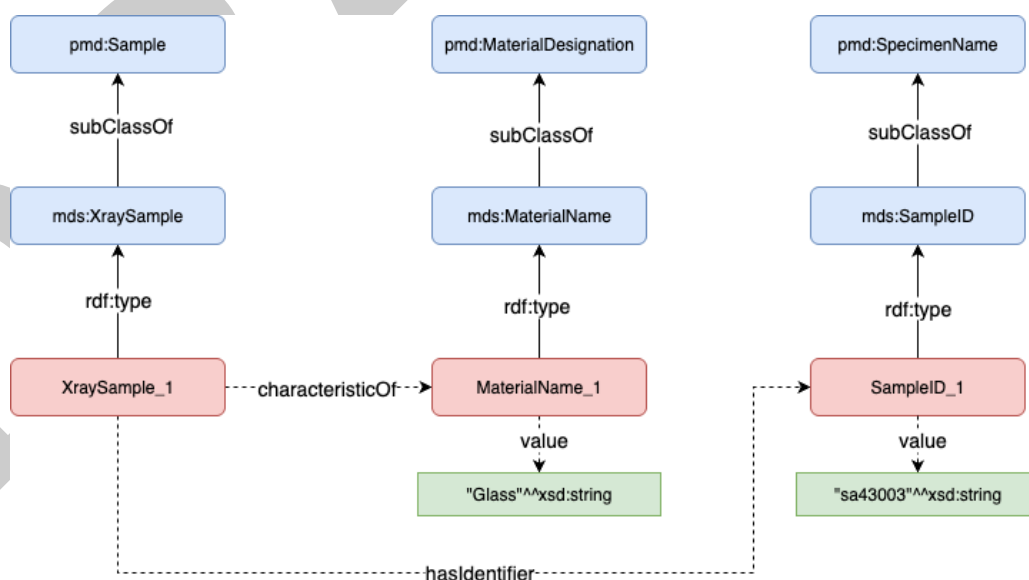 pmd:Sample
pmd:MaterialDesignation
pmd:SpecimenName
subClassOf
subClassOf
subClassOf
mds:XraySample
mds:MaterialName
mds:SampleID
rdf:type
rdf:type
rdf:type
XraySample_1
characteristicOf
MaterialName_1
SampleID_1
value
value
"Glass"^^xsd:string
"sa43003"^^xsd:string
hasIdentifier